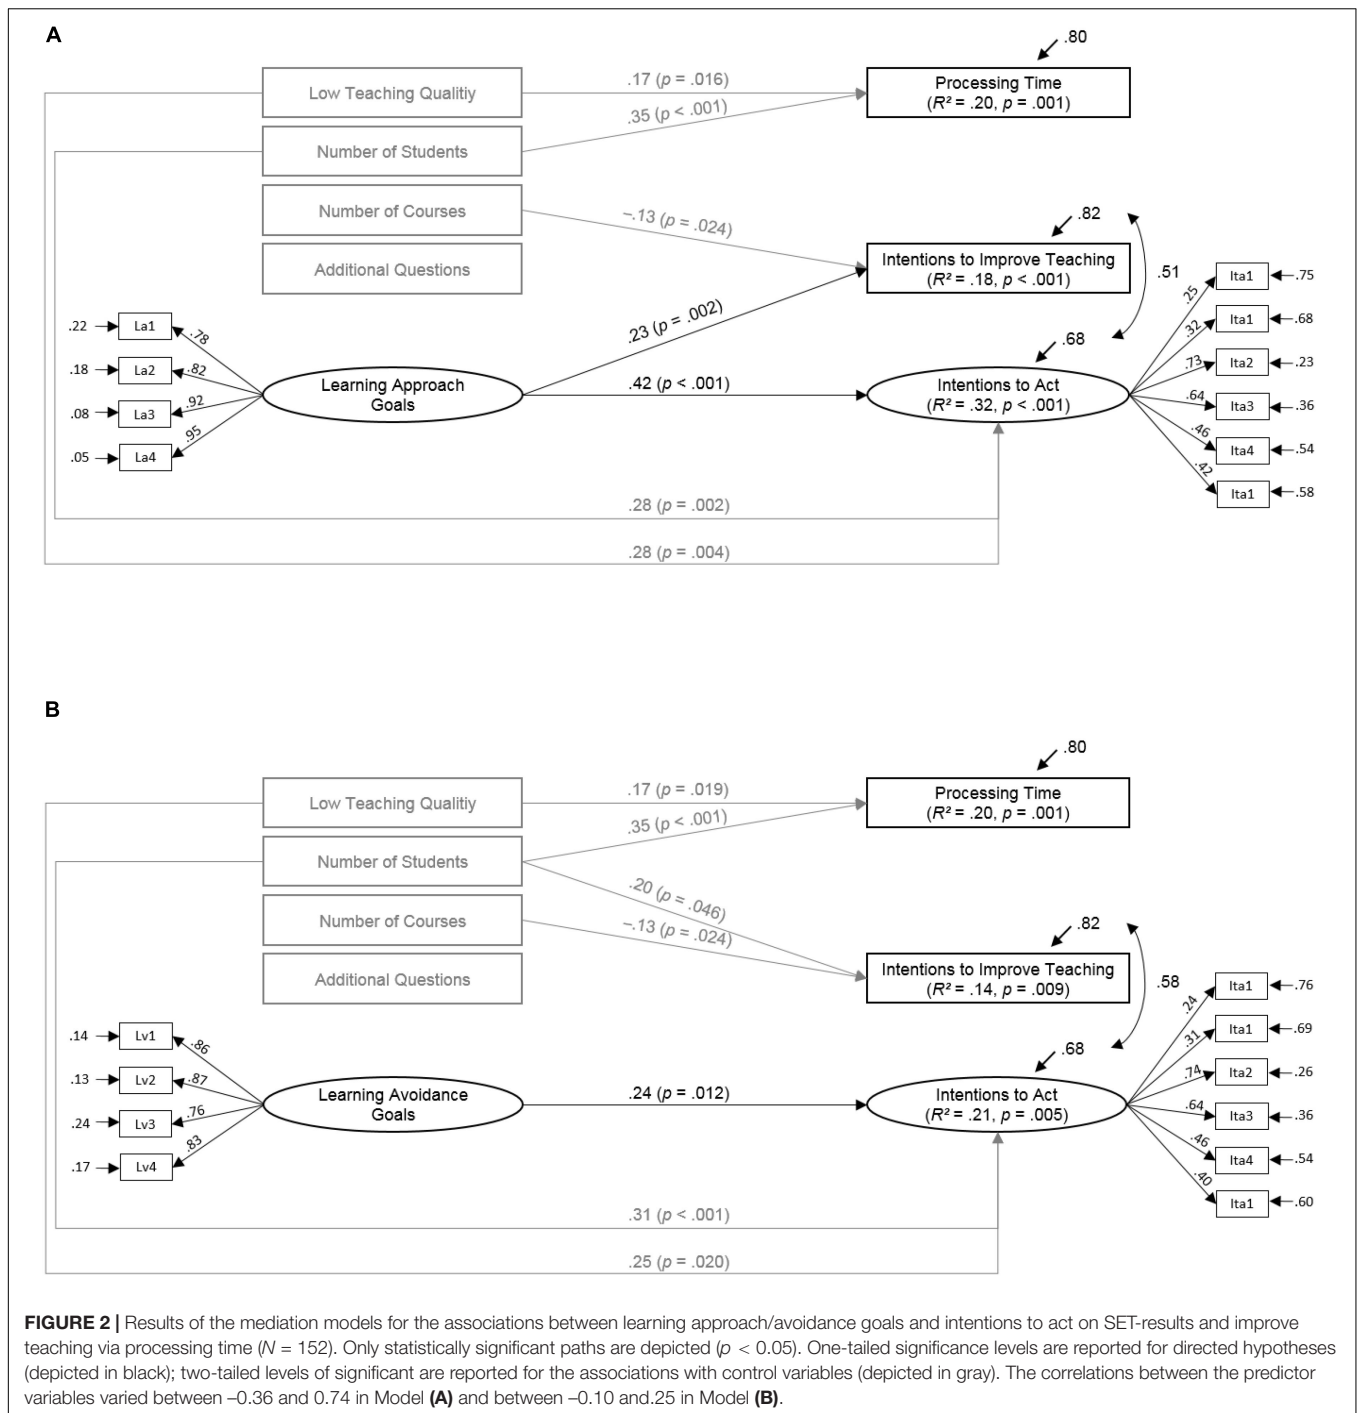 A
.80
Low Teaching Qualitiy
.17 (p = .016)
Processing Time
(R² = .20, p = .001)
.35 (p < .001)
Number of Students
Number of Courses
–.13 (p = .024)
.82
Intentions to Improve Teaching
(R² = .18, p < .001)
Additional Questions
.51
.23 (p = .002)
.68
.22
La1
.78
.18
La2
.82
.08
La3
.92
.05
La4
.95
Learning Approach
Goals
.42 (p < .001)
Intentions to Act
(R² = .32, p < .001)
.25
Ita1
.75
.32
Ita1
.68
.73
Ita2
.23
.64
Ita3
.36
.46
Ita4
.54
.42
Ita1
.58
.28 (p = .002)
.28 (p = .004)
B
.80
Low Teaching Qualitiy
.17 (p = .019)
Processing Time
(R² = .20, p = .001)
.35 (p < .001)
Number of Students
.20 (p = .046)
Number of Courses
–.13 (p = .024)
.82
Intentions to Improve Teaching
(R² = .14, p = .009)
Additional Questions
.58
.68
.14
Lv1
.86
.13
Lv2
.87
.24
Lv3
.76
.17
Lv4
.83
Learning Avoidance
Goals
.24 (p = .012)
Intentions to Act
(R² = .21, p = .005)
.24
Ita1
.76
.31
Ita1
.69
.74
Ita2
.26
.64
Ita3
.36
.46
Ita4
.54
.40
Ita1
.60
.31 (p < .001)
.25 (p = .020)
FIGURE 2 | Results of the mediation models for the associations between learning approach/avoidance goals and intentions to act on SET-results and improve
teaching via processing time (N = 152). Only statistically significant paths are depicted (p < 0.05). One-tailed significance levels are reported for directed hypotheses
(depicted in black); two-tailed levels of significant are reported for the associations with control variables (depicted in gray). The correlations between the predictor
variables varied between –0.36 and 0.74 in Model (A) and between –0.10 and.25 in Model (B).